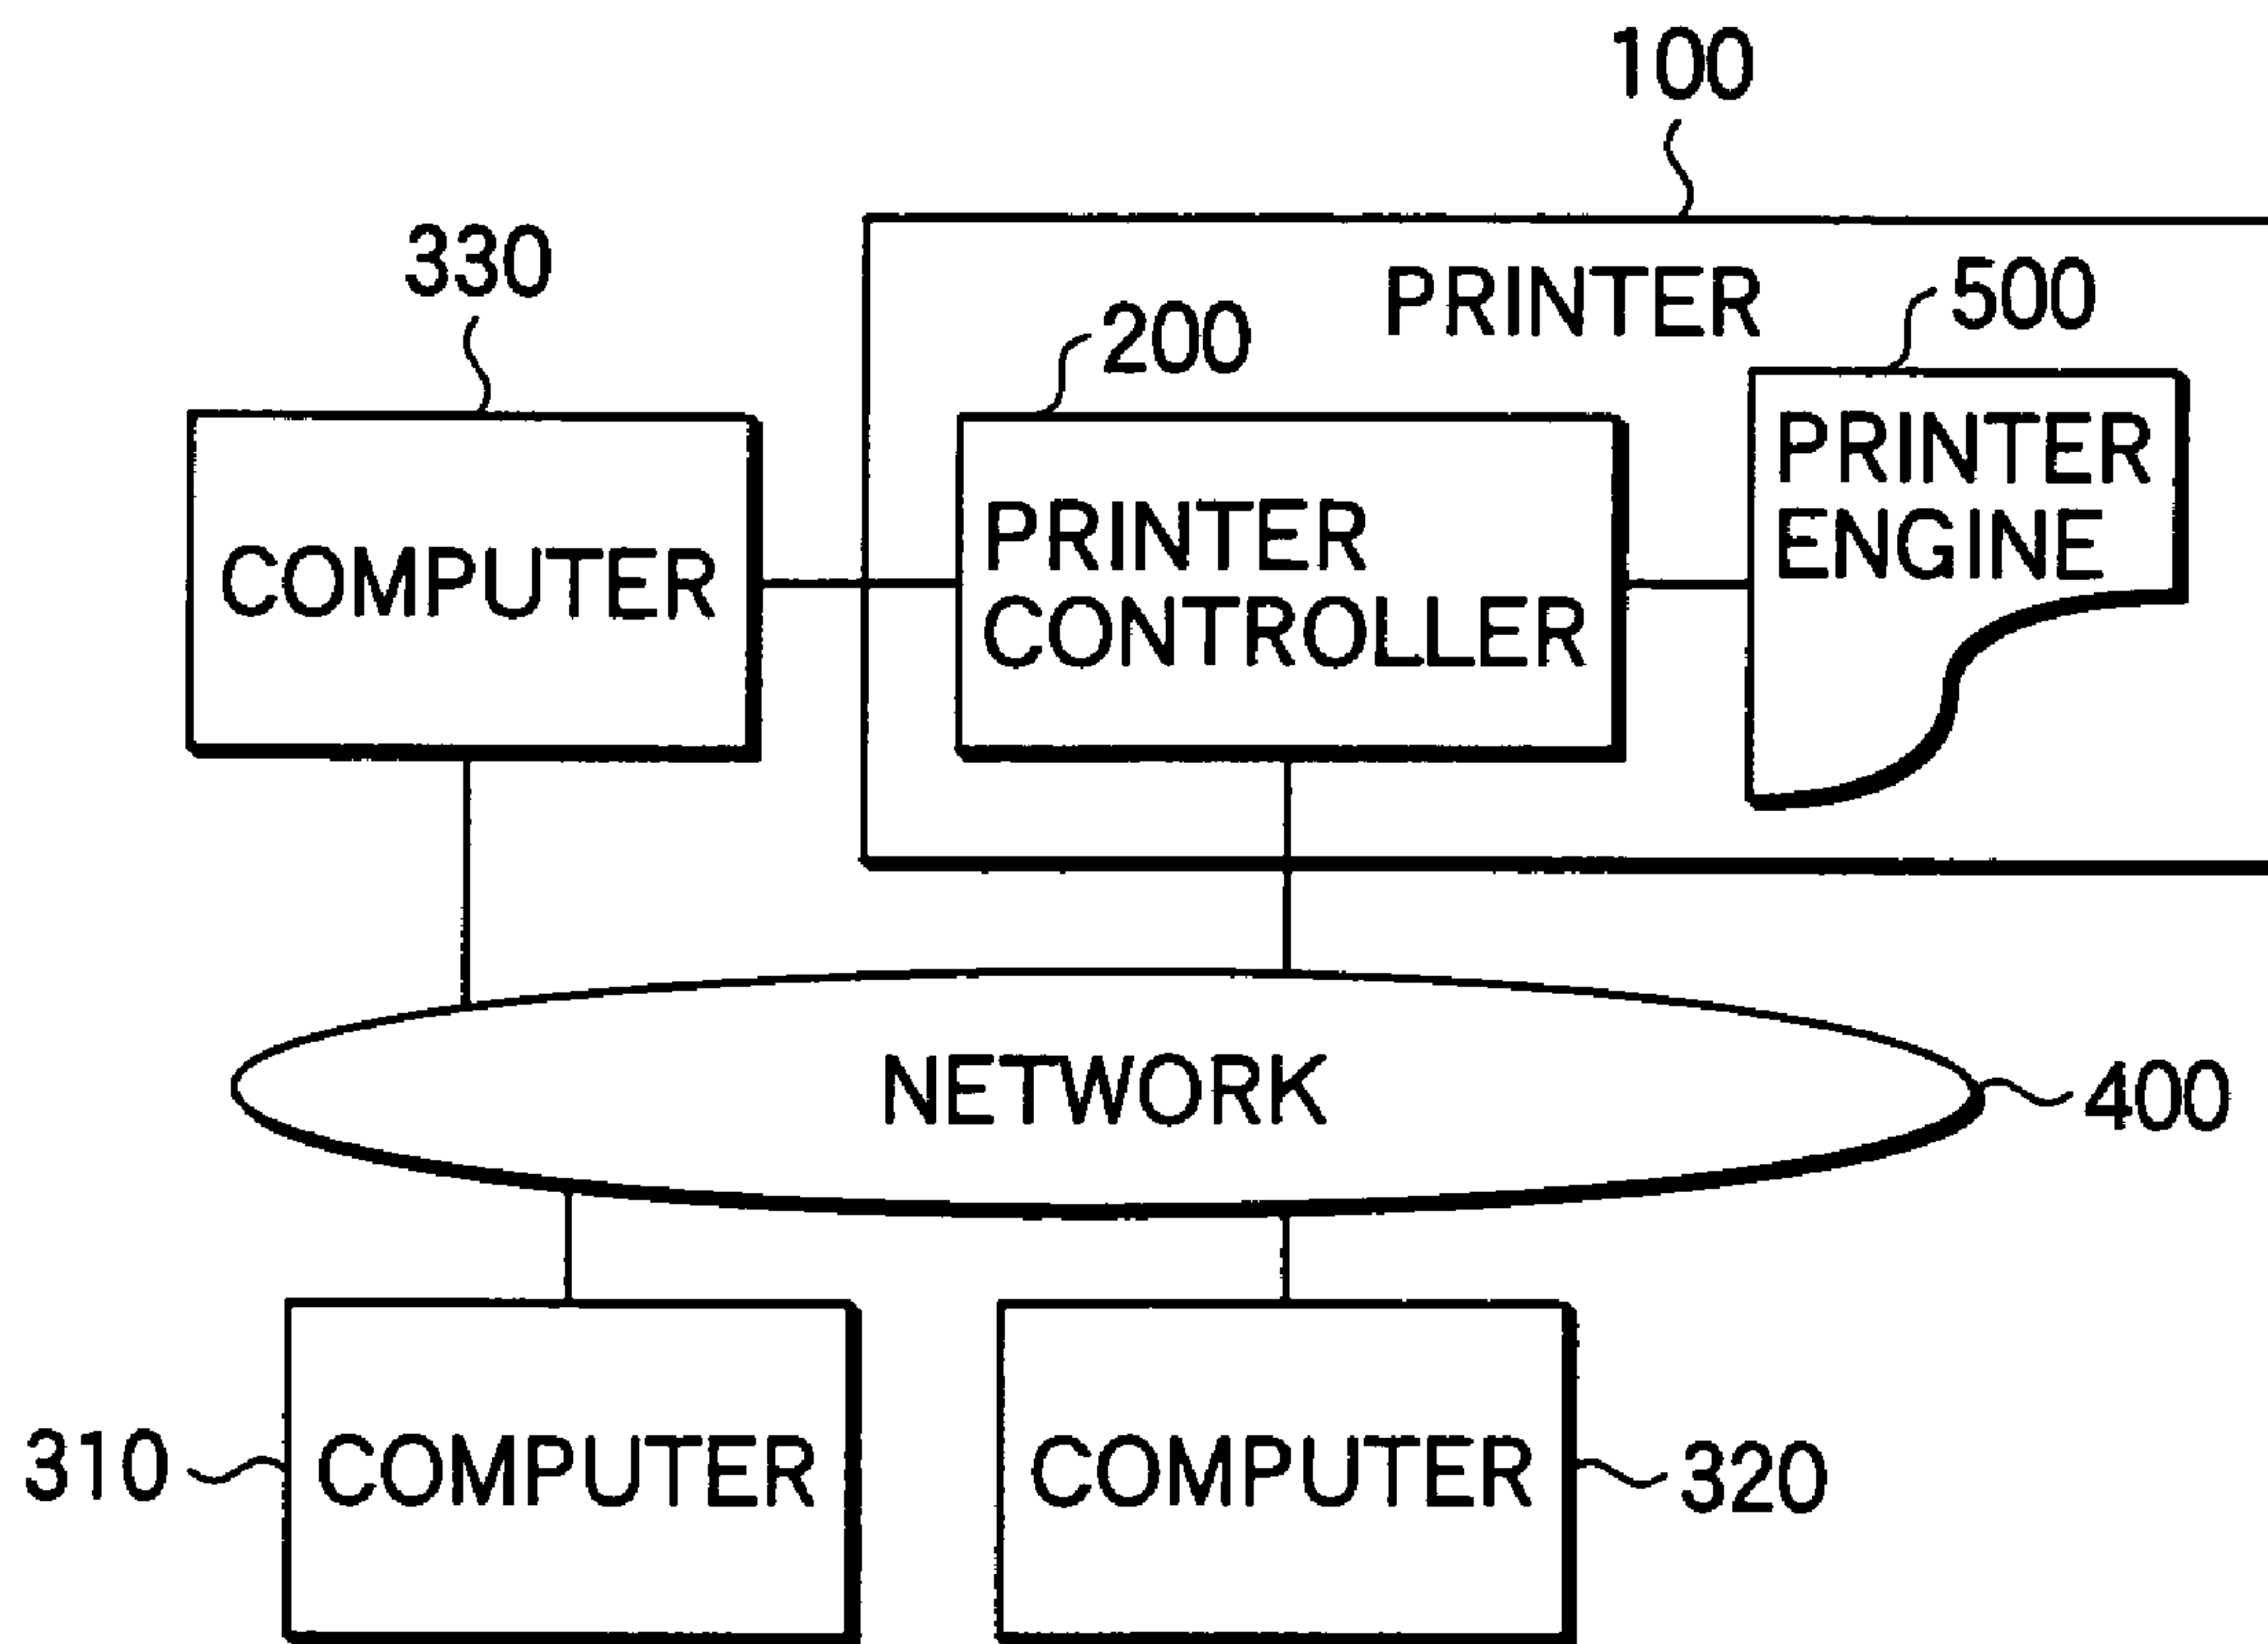 100
330
PRINTER
500
200
PRINTER
ENGINE
PRINTER
CONTROLLER
COMPUTER
NETWORK
400
310
COMPUTER
COMPUTER
320